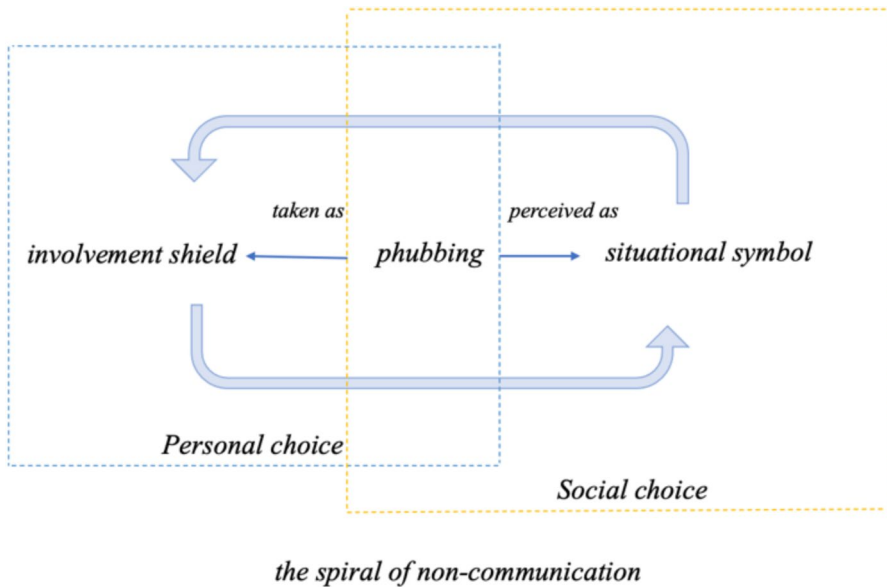 taken as
perceived as
involvement shield
phubbing
situational symbol
Personal choice
Social choice
the spiral of non-communication